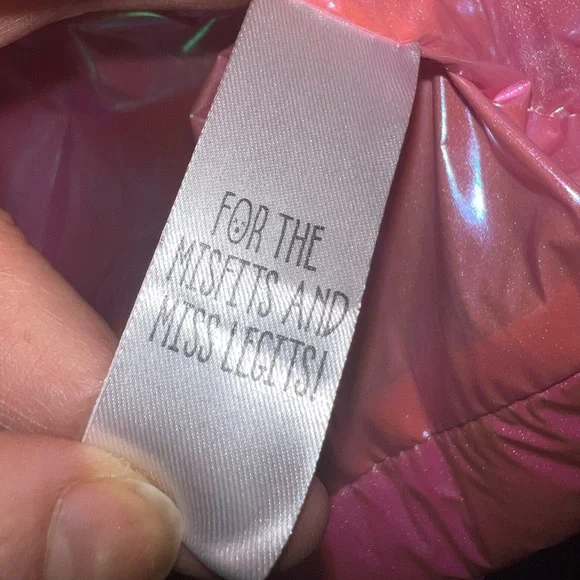 FOR THE
MISFITS AND
MISS LEGITS!